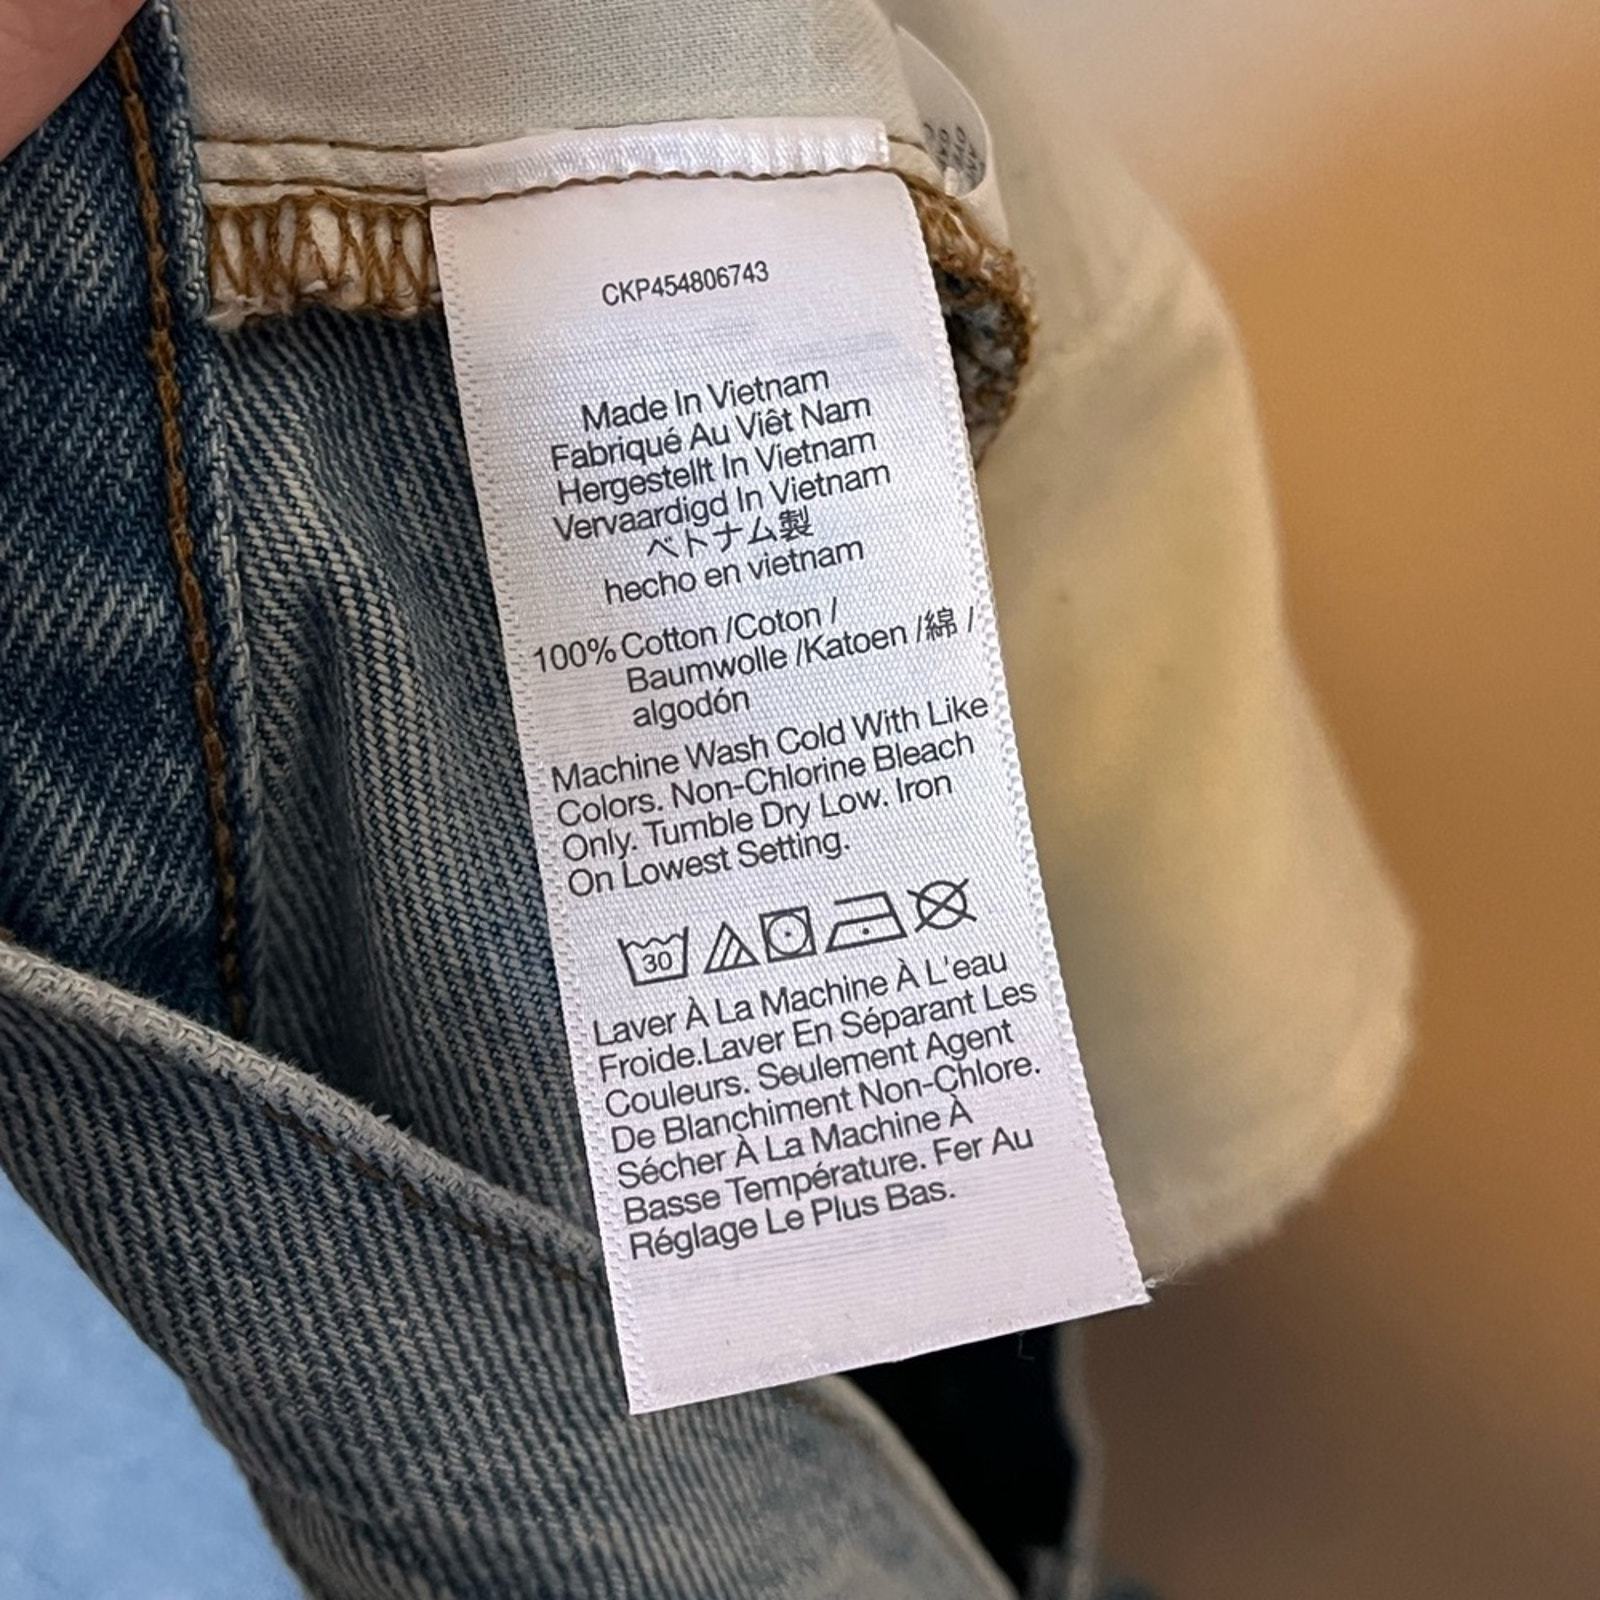 CKP454806743
Made In Vietnam
Fabriqué Au Viêt Nam
Hergestellt In Vietnam
Vervaardigd In Vietnam
ベトナム製
hecho en vietnam
100% Cotton /Coton /
Baumwolle /Katoen /綿 /
algodón
Machine Wash Cold With Like
Colors. Non-Chlorine Bleach
Only. Tumble Dry Low. Iron
On Lowest Setting.
30
Laver À La Machine À L'eau
Froide.Laver En Séparant Les
Couleurs. Seulement Agent
De Blanchiment Non-Chlore.
Sécher À La Machine À
Basse Température. Fer Au
Réglage Le Plus Bas.